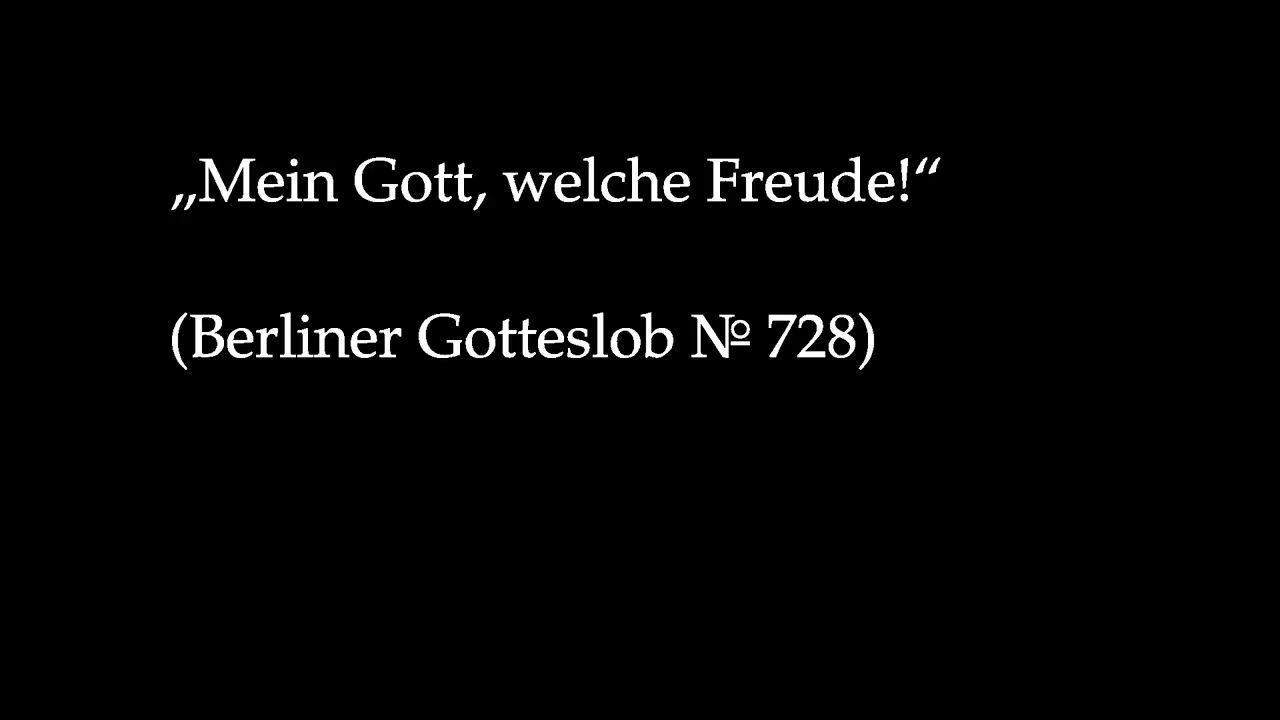 „Mein Gott, welche Freude!“
(Berliner Gotteslob № 728)